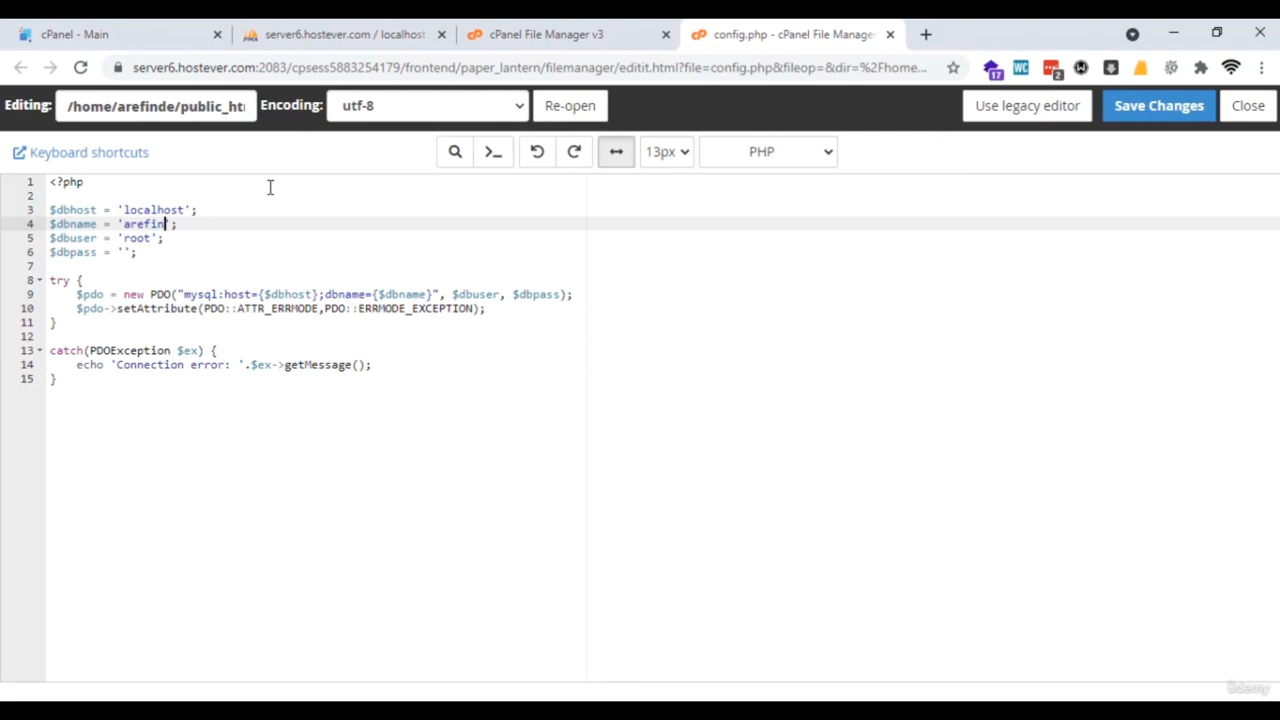 cPanel - Main
server6.hostever.com / localhost
cPanel File Manager v3
config.php - cPanel File Manager
server6.hostever.com:2083/cpsess5883254179/frontend/paper_lantern/filemanager/editit.html?file=config.php&fileop=&dir=%2Fhome...
17
WC
2
Editing:
/home/arefinde/public_ht
Encoding:
utf-8
Re-open
Use legacy editor
Save Changes
Close
Keyboard shortcuts
13px
PHP
1 <?php
2
3 $dbhost = 'localhost';
4 $dbname = 'arefin';
5 $dbuser = 'root';
6 $dbpass = '';
7
8 try {
9 $pdo = new PDO("mysql:host={$dbhost};dbname={$dbname}", $dbuser, $dbpass);
10 $pdo->setAttribute(PDO::ATTR_ERRMODE,PDO::ERRMODE_EXCEPTION);
11 }
12
13 catch(PDOException $ex) {
14 echo 'Connection error: '.$ex->getMessage();
15 }
ûdemy